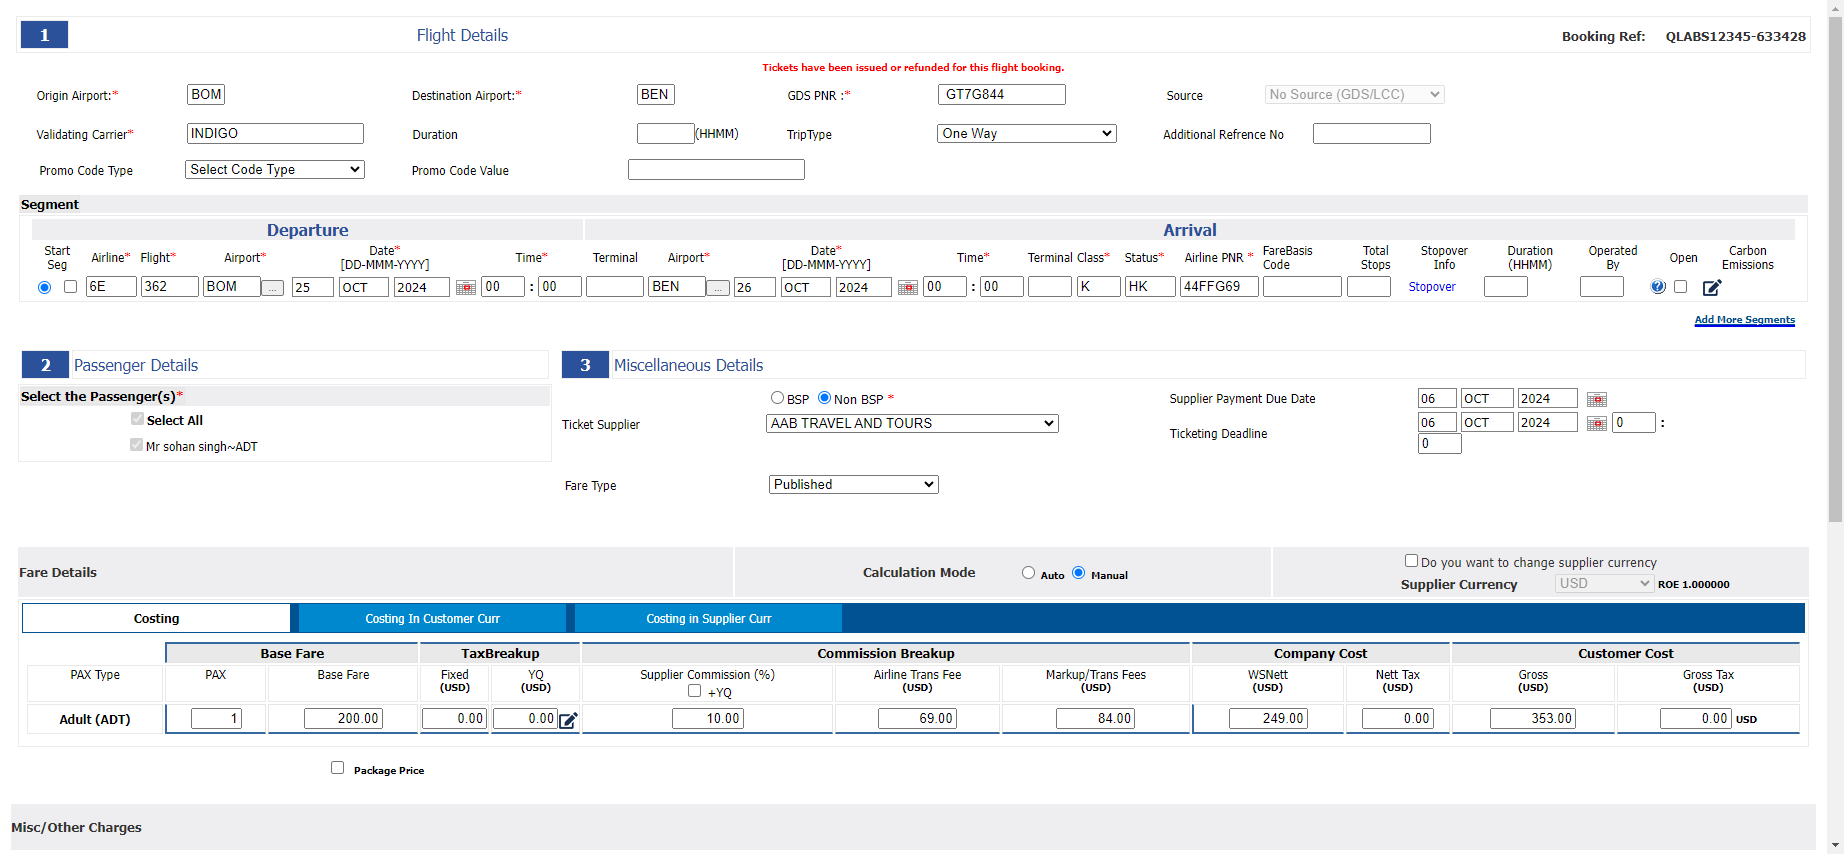 1 Flight Details Booking Ref: QLABS12345-633428
Tickets have been issued or refunded for this flight booking.
Origin Airport:* BOM Destination Airport:* BEN GDS PNR :* GT7G844 Source No Source (GDS/LCC)
Validating Carrier* INDIGO Duration (HHMM) TripType One Way Additional Refrence No
Promo Code Type Select Code Type Promo Code Value
Segment
Departure Arrival
Start Seg Airline* Flight* Airport* Date* [DD-MMM-YYYY] Time* Terminal Airport* Date* [DD-MMM-YYYY] Time* Terminal Class* Status* Airline PNR * FareBasis Code Total Stops Stopover Info Duration (HHMM) Operated By Open Carbon Emissions
6E 362 BOM ... 25 OCT 2024 00 : 00 BEN ... 26 OCT 2024 00 : 00 K HK 44FFG69 Stopover ?
Add More Segments
2 Passenger Details 3 Miscellaneous Details
Select the Passenger(s)*
Select All
Mr sohan singh~ADT
BSP Non BSP * Supplier Payment Due Date 06 OCT 2024
Ticket Supplier AAB TRAVEL AND TOURS Ticketing Deadline 06 OCT 2024 0 :
0
Fare Type Published
Fare Details Calculation Mode Auto Manual Do you want to change supplier currency
Supplier Currency USD ROE 1.000000
Costing Costing In Customer Curr Costing in Supplier Curr
Base Fare TaxBreakup Commission Breakup Company Cost Customer Cost
PAX Type PAX Base Fare Fixed (USD) YQ (USD) Supplier Commission (%) +YQ Airline Trans Fee (USD) Markup/Trans Fees (USD) WSNett (USD) Nett Tax (USD) Gross (USD) Gross Tax (USD)
Adult (ADT) 1 200.00 0.00 0.00 10.00 69.00 84.00 249.00 0.00 353.00 0.00 USD
Package Price
Misc/Other Charges